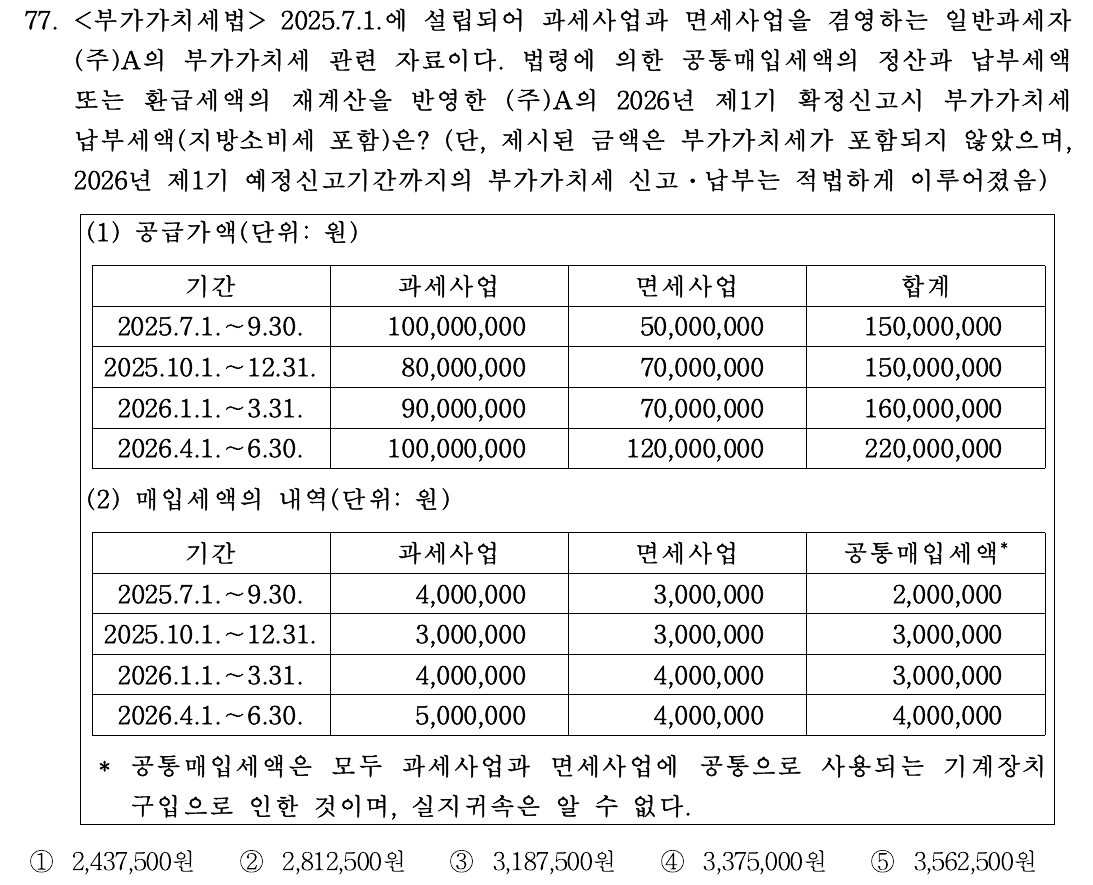 77. <부가가치세법> 2025.7.1.에 설립되어 과세사업과 면세사업을 겸영하는 일반과세자
(주)A의 부가가치세 관련 자료이다. 법령에 의한 공통매입세액의 정산과 납부세액
또는 환급세액의 재계산을 반영한 (주)A의 2026년 제1기 확정신고시 부가가치세
납부세액(지방소비세 포함)은? (단, 제시된 금액은 부가가치세가 포함되지 않았으며,
2026년 제1기 예정신고기간까지의 부가가치세 신고·납부는 적법하게 이루어졌음)
(1) 공급가액(단위: 원)
기간 과세사업 면세사업 합계
2025.7.1.~9.30. 100,000,000 50,000,000 150,000,000
2025.10.1.~12.31. 80,000,000 70,000,000 150,000,000
2026.1.1.~3.31. 90,000,000 70,000,000 160,000,000
2026.4.1.~6.30. 100,000,000 120,000,000 220,000,000
(2) 매입세액의 내역(단위: 원)
기간 과세사업 면세사업 공통매입세액*
2025.7.1.~9.30. 4,000,000 3,000,000 2,000,000
2025.10.1.~12.31. 3,000,000 3,000,000 3,000,000
2026.1.1.~3.31. 4,000,000 4,000,000 3,000,000
2026.4.1.~6.30. 5,000,000 4,000,000 4,000,000
* 공통매입세액은 모두 과세사업과 면세사업에 공통으로 사용되는 기계장치
구입으로 인한 것이며, 실지귀속은 알 수 없다.
① 2,437,500원 ② 2,812,500원 ③ 3,187,500원 ④ 3,375,000원 ⑤ 3,562,500원